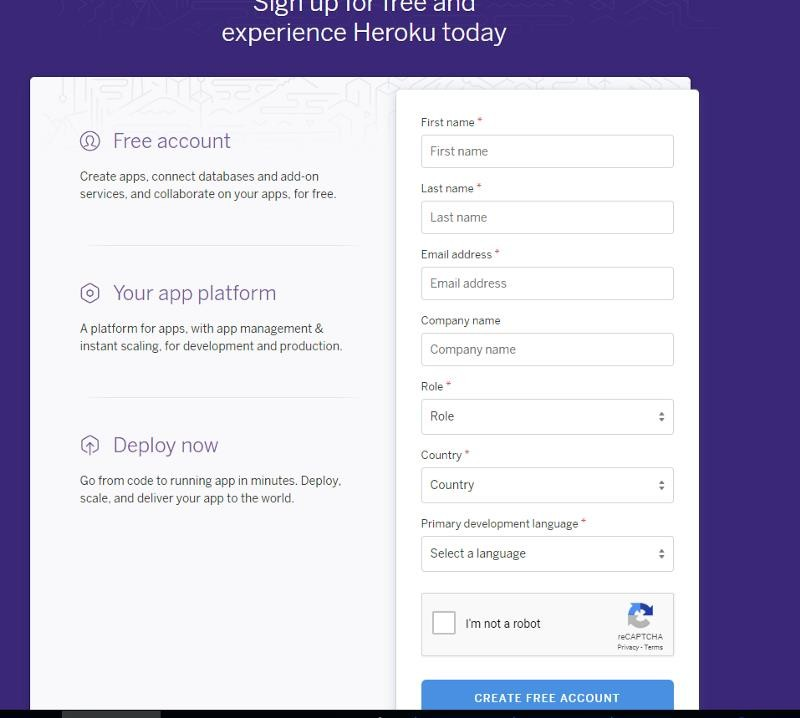 Sign up for free and
experience Heroku today
Free account
Create apps, connect databases and add-on
services, and collaborate on your apps, for free.
Your app platform
A platform for apps, with app management &
instant scaling, for development and production.
Deploy now
Go from code to running app in minutes. Deploy,
scale, and deliver your app to the world.
First name *
First name
Last name *
Last name
Email address *
Email address
Company name
Company name
Role *
Role
Country *
Country
Primary development language *
Select a language
I'm not a robot
reCAPTCHA
Privacy - Terms
CREATE FREE ACCOUNT